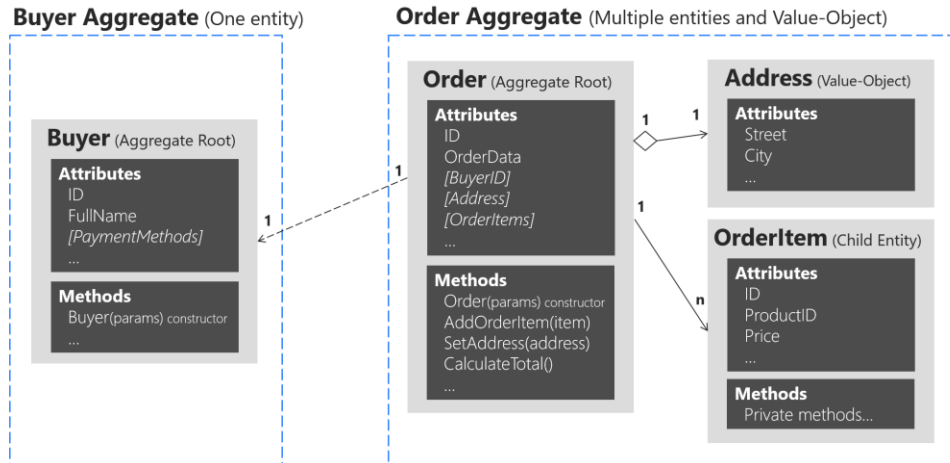 Buyer Aggregate (One entity)
Buyer (Aggregate Root)
Attributes
ID
FullName
[PaymentMethods]
...
Methods
Buyer(params) constructor
...
1
1
Order Aggregate (Multiple entities and Value-Object)
Order (Aggregate Root)
Attributes
ID
OrderData
[BuyerID]
[Address]
[OrderItems]
...
Methods
Order(params) constructor
AddOrderItem(item)
SetAddress(address)
CalculateTotal()
...
1
1
1
n
Address (Value-Object)
Attributes
Street
City
...
OrderItem (Child Entity)
Attributes
ID
ProductID
Price
...
Methods
Private methods...